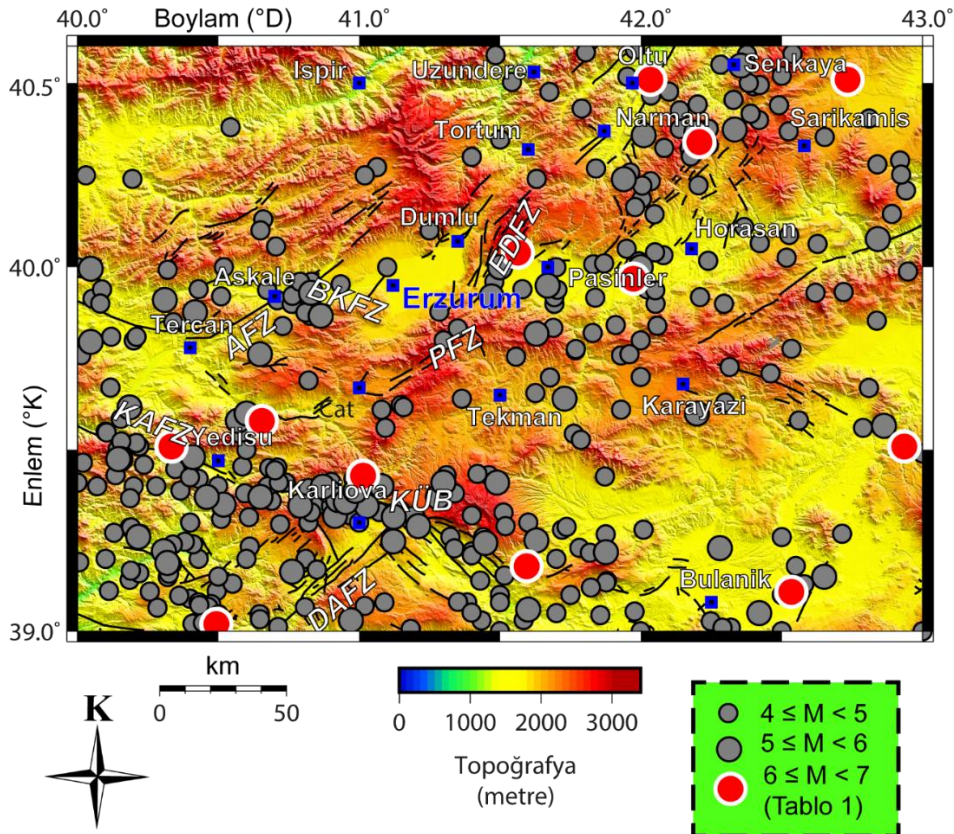 40.0
Boylam (°D)
41.0
42.0
43.0
40.5°
Ispir
Uzundere
Oltu
Senkaya
Tortum
Narman
Sarikamis
Dumlu
EDFZ
Horasan
40.0°
Askale
BKFZ
Erzurum
Pasinler
Tercan
AFZ
PFZ
Cat
Tekman
Karayazi
Enlem (°K)
KAFZ
Yedisu
Karliova
KÜB
Bulanik
DAFZ
39.0°
km
0 50
K
0 1000 2000 3000
Topoğrafya
(metre)
4 ≤ M < 5
5 ≤ M < 6
6 ≤ M < 7
(Tablo 1)